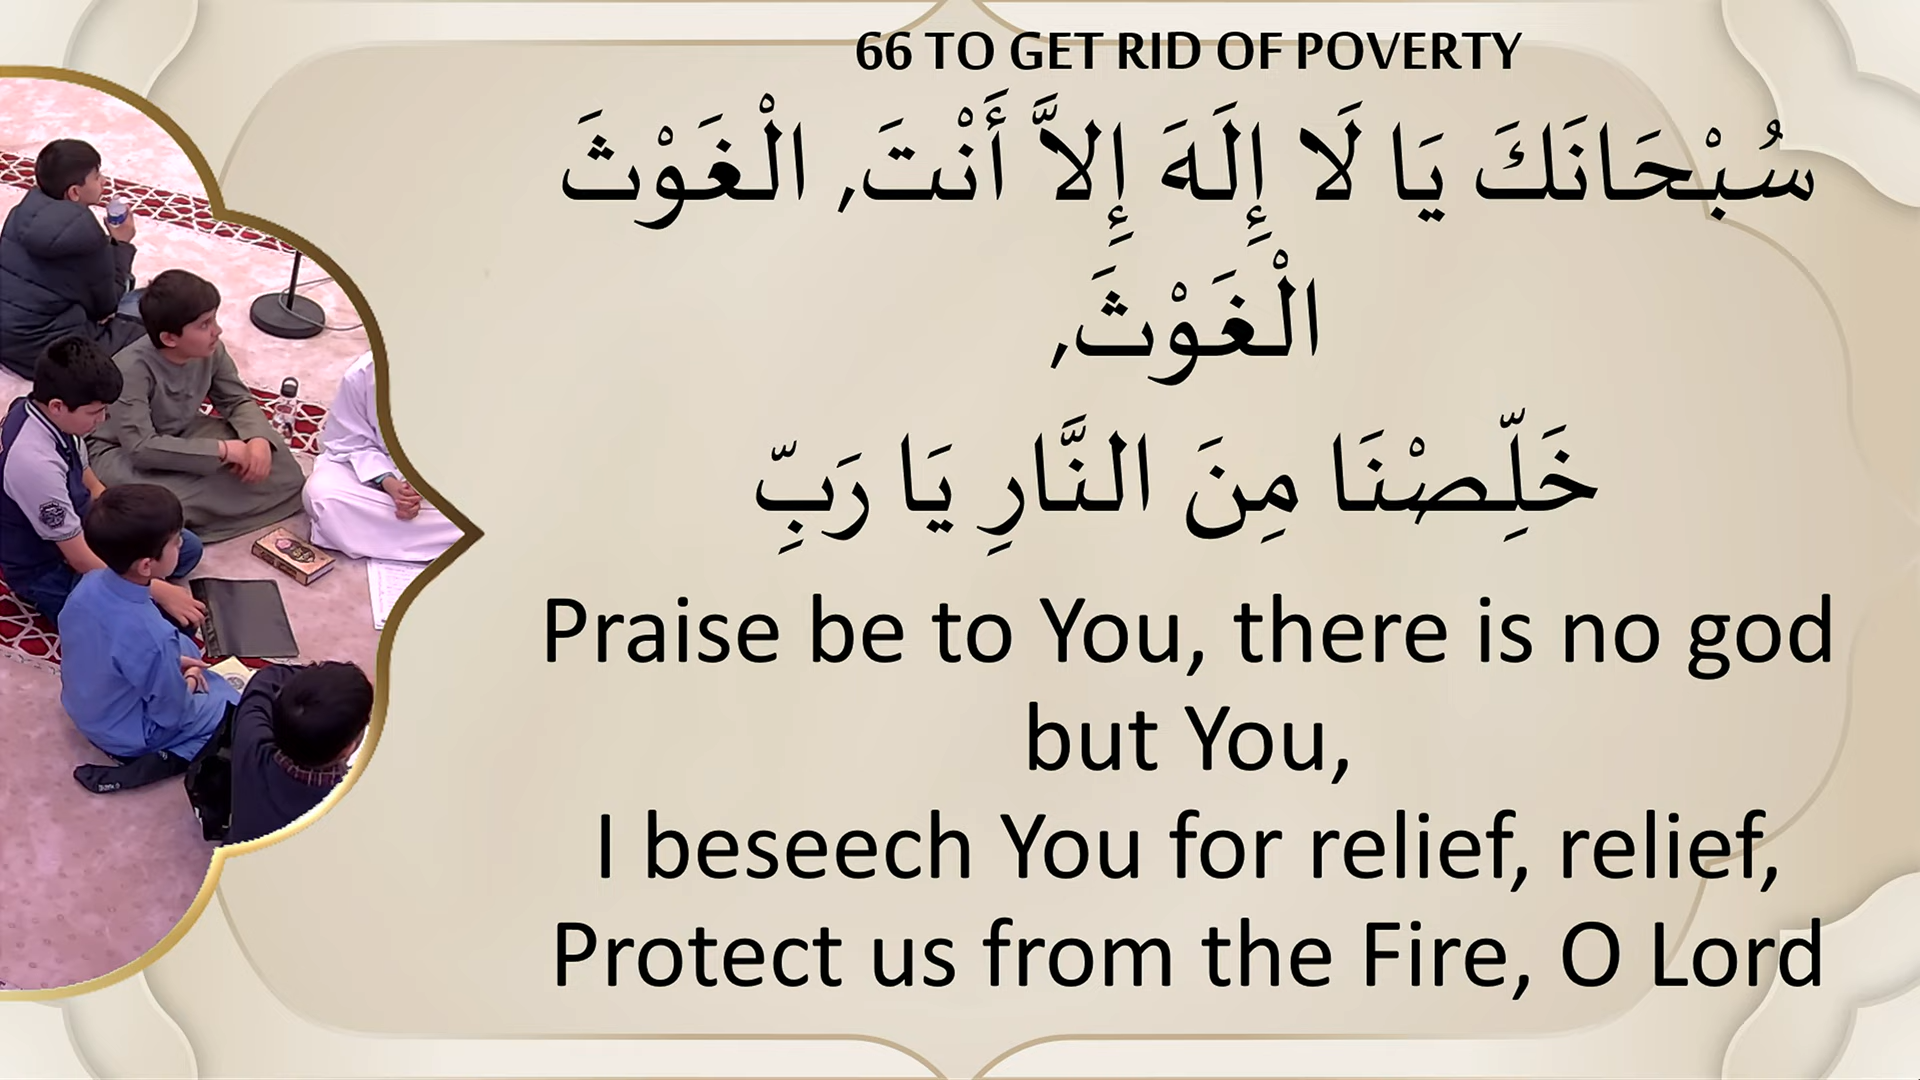 66 TO GET RID OF POVERTY
سُبْحَانَكَ يَا لَا إِلَهَ إِلاَّ أَنْتَ, الْغَوْثَ
الْغَوْثَ,
خَلِّصْنَا مِنَ النَّارِ يَا رَبِّ
Praise be to You, there is no god
but You,
I beseech You for relief, relief,
Protect us from the Fire, O Lord